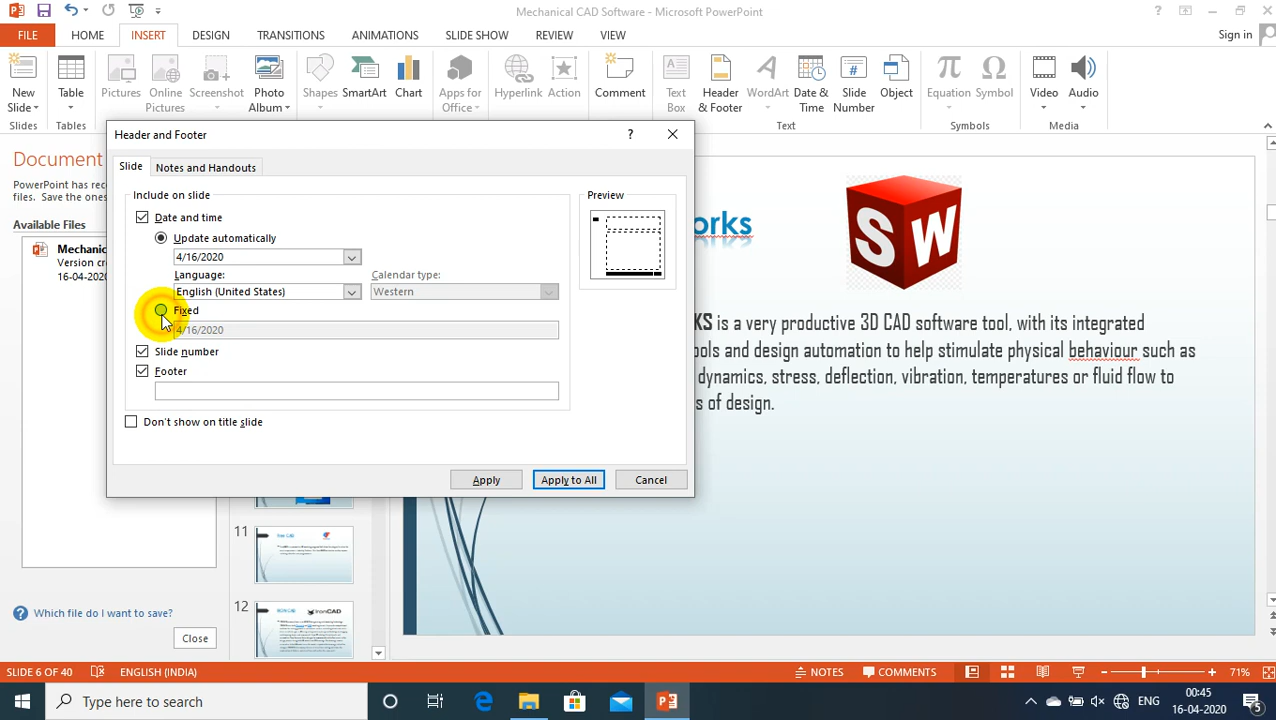 Mechanical CAD Software - Microsoft PowerPoint
FILE HOME INSERT DESIGN TRANSITIONS ANIMATIONS SLIDE SHOW REVIEW VIEW Sign in
New Slide Table Pictures Online Pictures Screenshot Photo Album Shapes SmartArt Chart Apps for Office Hyperlink Action Comment Text Box Header & Footer WordArt Date & Time Slide Number Object Equation Symbol Video Audio
Slides Tables Text Symbols Media
Document
PowerPoint has rec
files. Save the ones
Available Files
Mechanic
Version cre
16-04-2020
Which file do I want to save?
Close
Header and Footer ?
Slide Notes and Handouts
Include on slide
Date and time
Update automatically
4/16/2020
Language: Calendar type:
English (United States) Western
Fixed
4/16/2020
Slide number
Footer
Don't show on title slide
Preview
Apply Apply to All Cancel
11
12
IRONCAD
orks
SW
KS is a very productive 3D CAD software tool, with its integrated
ools and design automation to help stimulate physical behaviour such as
dynamics, stress, deflection, vibration, temperatures or fluid flow to
s of design.
SLIDE 6 OF 40 ENGLISH (INDIA) NOTES COMMENTS 71%
Type here to search ENG 00:45
16-04-2020 5